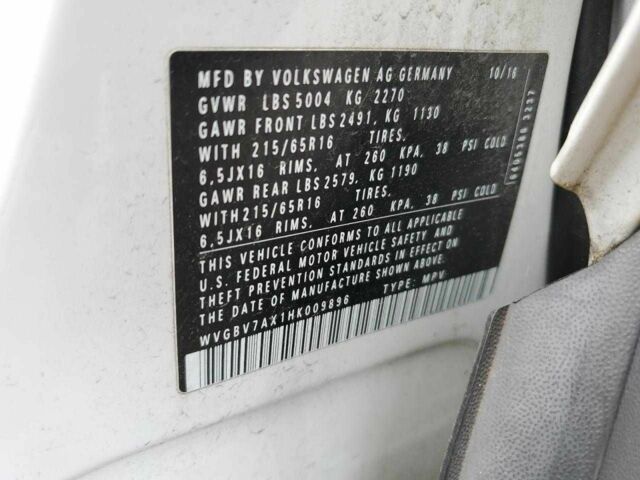 MFD BY VOLKSWAGEN AG GERMANY 10/16
GVWR LBS 5004 KG 2270
GAWR FRONT LBS 2491, KG 1130
WITH 215/65R16 TIRES.
6,5JX16 RIMS, AT 260 KPA, 38 PSI COLD
GAWR REAR LBS 2579, KG 1190
WITH 215/65R16 TIRES.
6,5JX16 RIMS, AT 260 KPA, 38 PSI COLD
THIS VEHICLE CONFORMS TO ALL APPLICABLE
U.S. FEDERAL MOTOR VEHICLE SAFETY AND
THEFT PREVENTION STANDARDS IN EFFECT ON
THE DATE OF MANUFACTURE SHOWN ABOVE.
WVGBV7AX1HK009896 TYPE: MPV